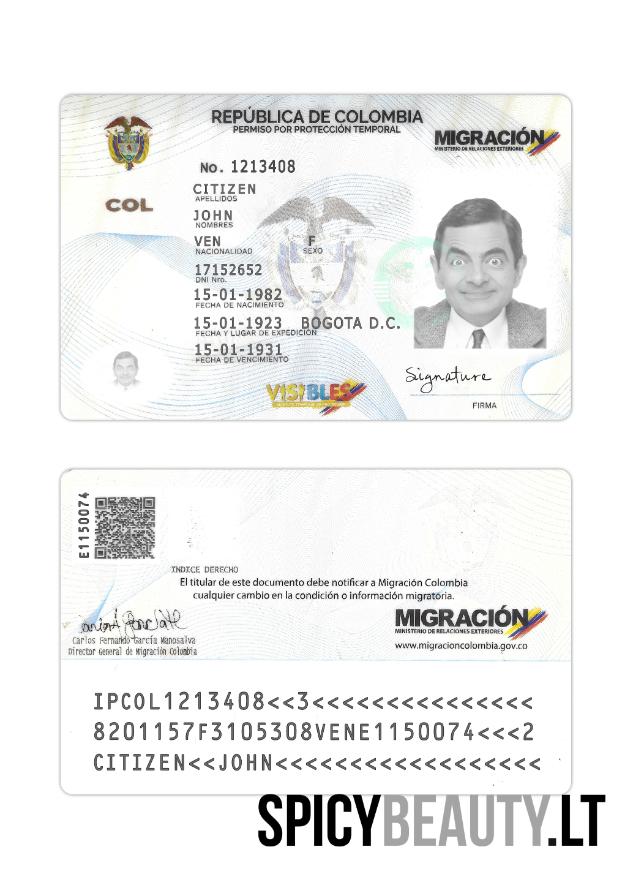 REPÚBLICA DE COLOMBIA
PERMISO POR PROTECCIÓN TEMPORAL
MIGRACIÓN
MINISTERIO DE RELACIONES EXTERIORES
No. 1213408
COL
CITIZEN
APELLIDOS
JOHN
NOMBRES
VEN F
NACIONALIDAD SEXO
17152652
DNI Nro.
15-01-1982
FECHA DE NACIMIENTO
15-01-1923 BOGOTA D.C.
FECHA Y LUGAR DE EXPEDICIÓN
15-01-1931
FECHA DE VENCIMIENTO
VISIBLES
Signature
FIRMA
E1150074
INDICE DERECHO
El titular de este documento debe notificar a Migración Colombia
cualquier cambio en la condición o información migratoria.
Carlos Fernando García Manosalva
Director General de Migración Colombia
MIGRACIÓN
MINISTERIO DE RELACIONES EXTERIORES
www.migracioncolombia.gov.co
IPCOL1213408<<3<<<<<<<<<<<<<<<
8201157F3105308VENE1150074<<<2
CITIZEN<<JOHN<<<<<<<<<<<<<<<<<
SPICYBEAUTY.LT